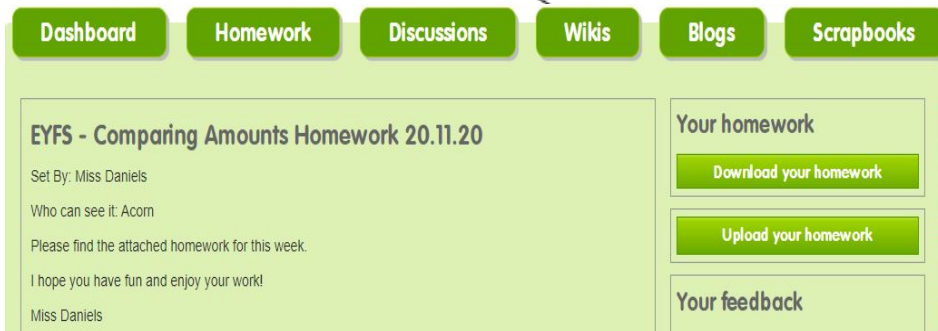 Dashboard Homework Discussions Wikis Blogs Scrapbooks
EYFS - Comparing Amounts Homework 20.11.20
Set By: Miss Daniels
Who can see it: Acorn
Please find the attached homework for this week.
I hope you have fun and enjoy your work!
Miss Daniels
Your homework
Download your homework
Upload your homework
Your feedback